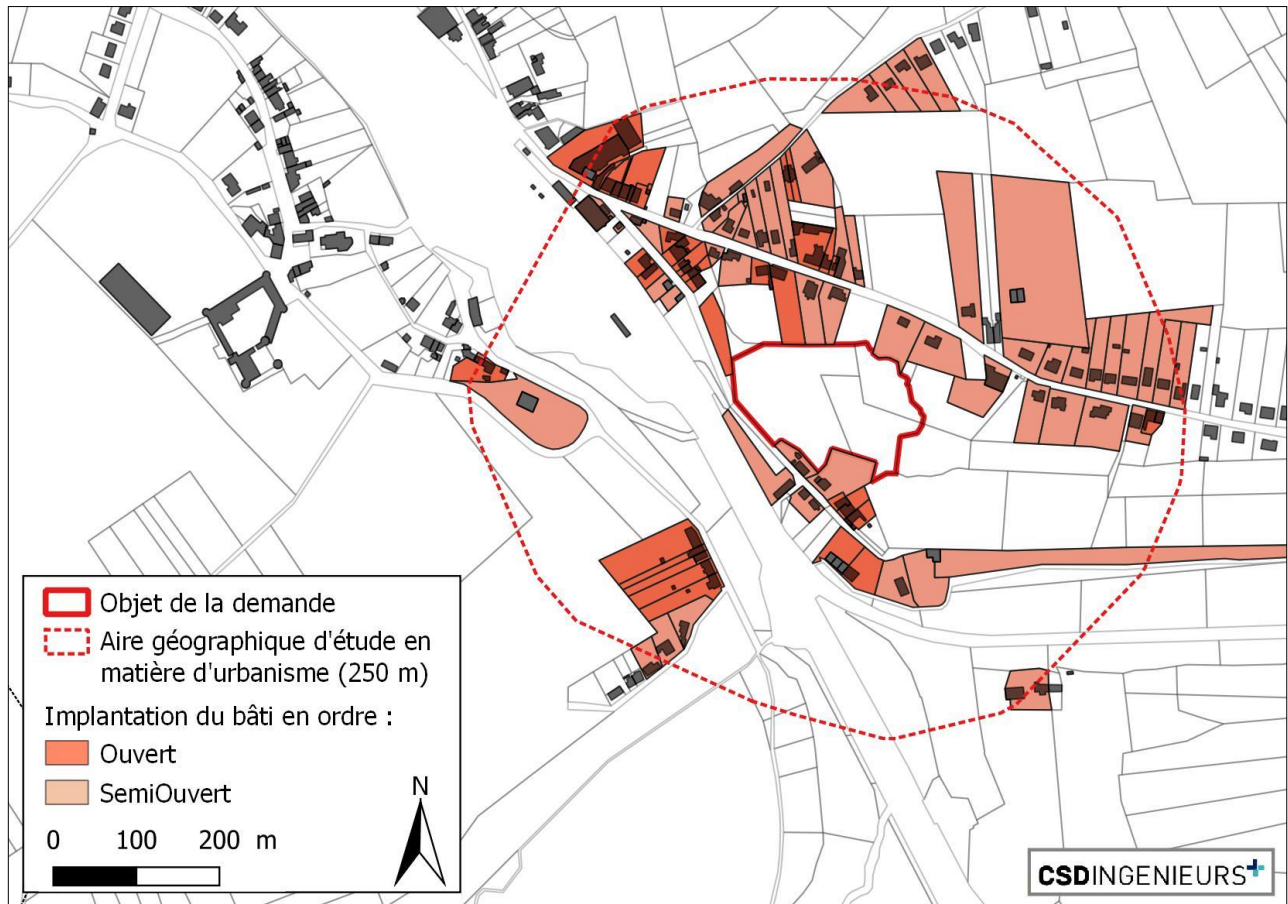 Objet de la demande
Aire géographique d'étude en
matière d'urbanisme (250 m)
Implantation du bâti en ordre :
Ouvert
SemiOuvert
N
0 100 200 m
CSDINGENIEURS+